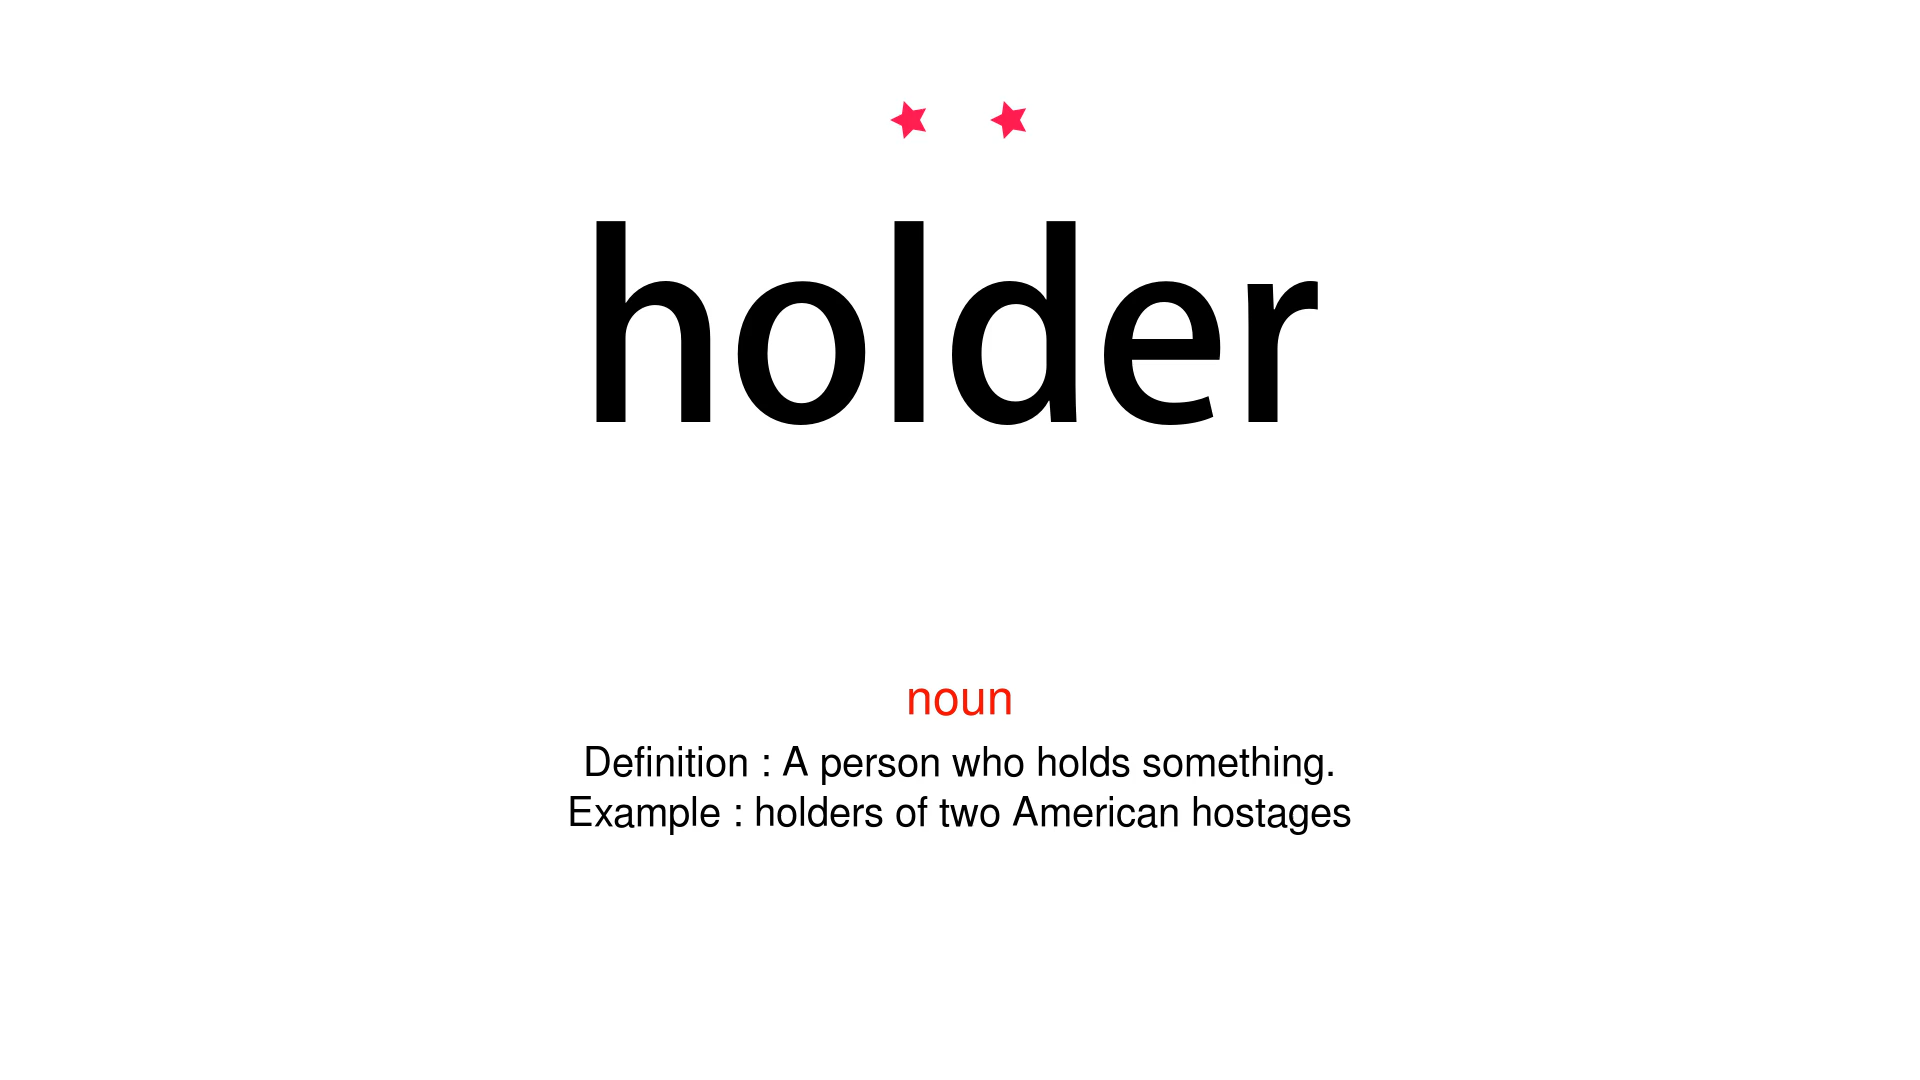 holder
noun
Definition : A person who holds something.
Example : holders of two American hostages